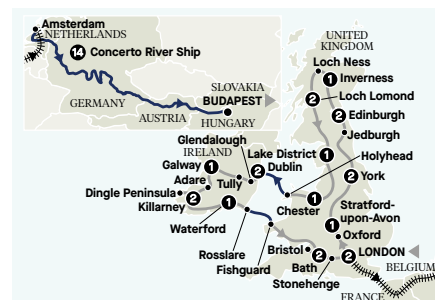 Amsterdam
NETHERLANDS
14 Concerto River Ship
GERMANY
SLOVAKIA
BUDAPEST
AUSTRIA
HUNGARY
UNITED
KINGDOM
Loch Ness
1 Inverness
2 Loch Lomond
2 Edinburgh
Jedburgh
Glendalough
IRELAND
Lake District 1
Galway 1
2 Dublin
Holyhead
Adare
Tully
2 York
Dingle Peninsula
Killarney 2
Chester 1
Stratford-
upon-Avon
1
Waterford 1
Oxford
Rosslare
Bristol
2 LONDON
Fishguard
Bath 2
BELGIUM
Stonehenge
FRANCE